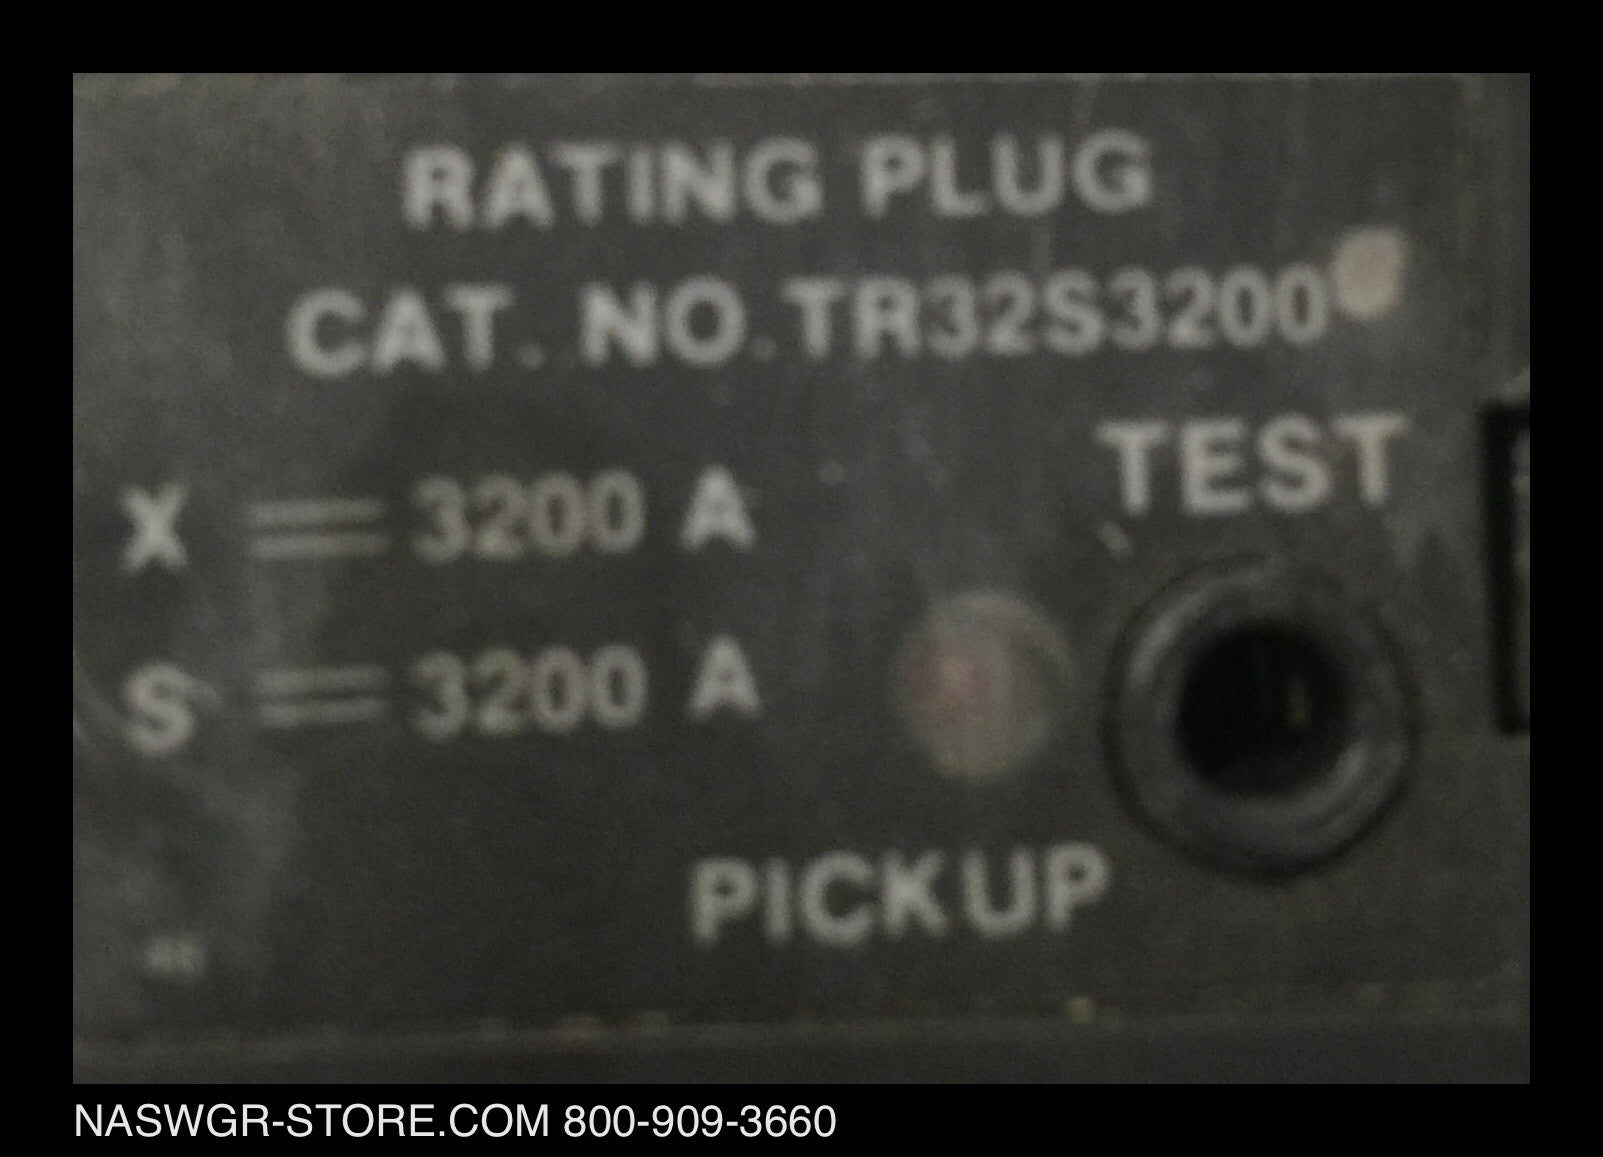 RATING PLUG
CAT. NO. TR32S3200
TEST
X = 3200 A
S = 3200 A
PICKUP
NASWGR-STORE.COM 800-909-3660